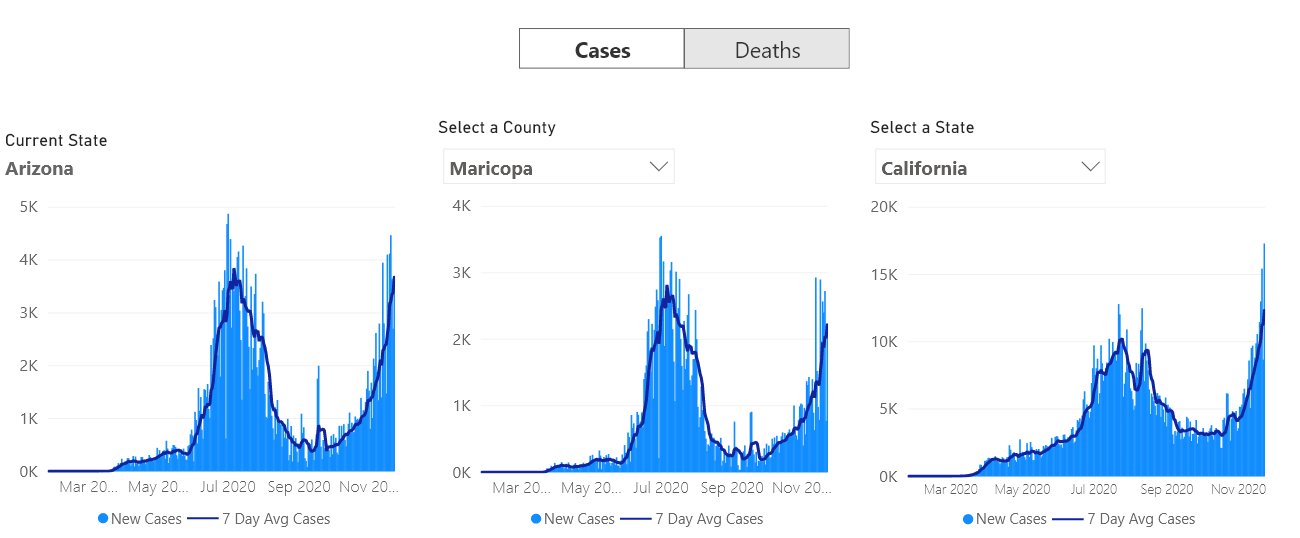 Cases Deaths
Current State
Arizona
5K
4K
3K
2K
1K
0K
Mar 20... May 20... Jul 2020 Sep 2020 Nov 20...
New Cases 7 Day Avg Cases
Select a County
Maricopa
4K
3K
2K
1K
0K
Mar 20... May 20... Jul 2020 Sep 2020 Nov 20...
New Cases 7 Day Avg Cases
Select a State
California
20K
15K
10K
5K
0K
Mar 2020 May 2020 Jul 2020 Sep 2020 Nov 2020
New Cases 7 Day Avg Cases